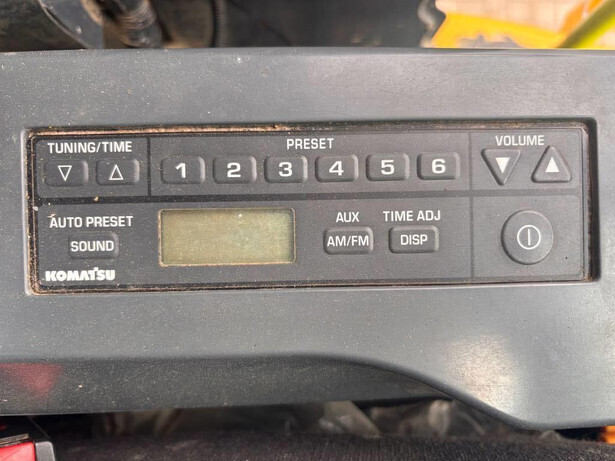 TUNING/TIME
PRESET
VOLUME
1 2 3 4 5 6
AUTO PRESET
SOUND
AUX
AM/FM
TIME ADJ
DISP
KOMATSU